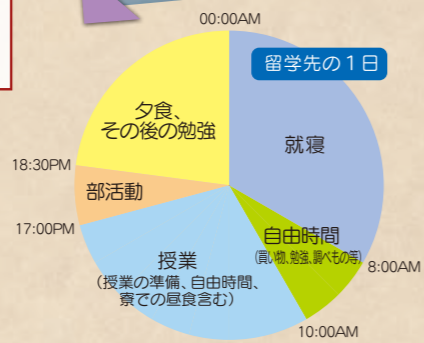 00:00AM
留学先の1日
夕食、
その後の勉強
就寝
18:30PM
部活動
自由時間
(買い物、勉強、調べもの等)
17:00PM
授業
(授業の準備、自由時間、
寮での昼食含む)
8:00AM
10:00AM